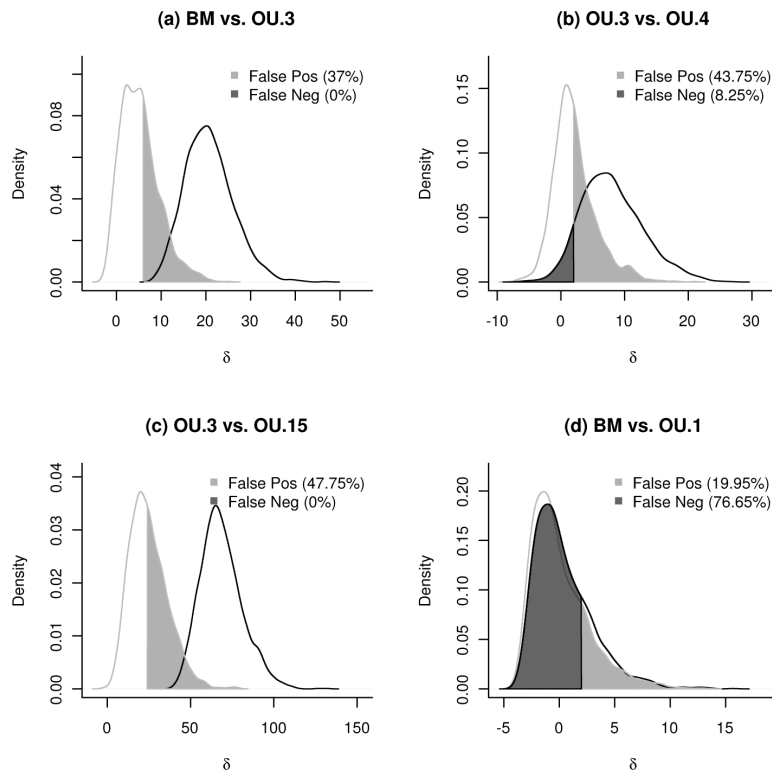 (a) BM vs. OU.3
False Pos (37%)
False Neg (0%)
Density
0.00
0.04
0.08
0
10
20
30
40
50
δ
(b) OU.3 vs. OU.4
False Pos (43.75%)
False Neg (8.25%)
Density
0.00
0.05
0.10
0.15
-10
0
10
20
30
δ
(c) OU.3 vs. OU.15
False Pos (47.75%)
False Neg (0%)
Density
0.00
0.01
0.02
0.03
0.04
0
50
100
150
δ
(d) BM vs. OU.1
False Pos (19.95%)
False Neg (76.65%)
Density
0.00
0.05
0.10
0.15
0.20
-5
0
5
10
15
δ